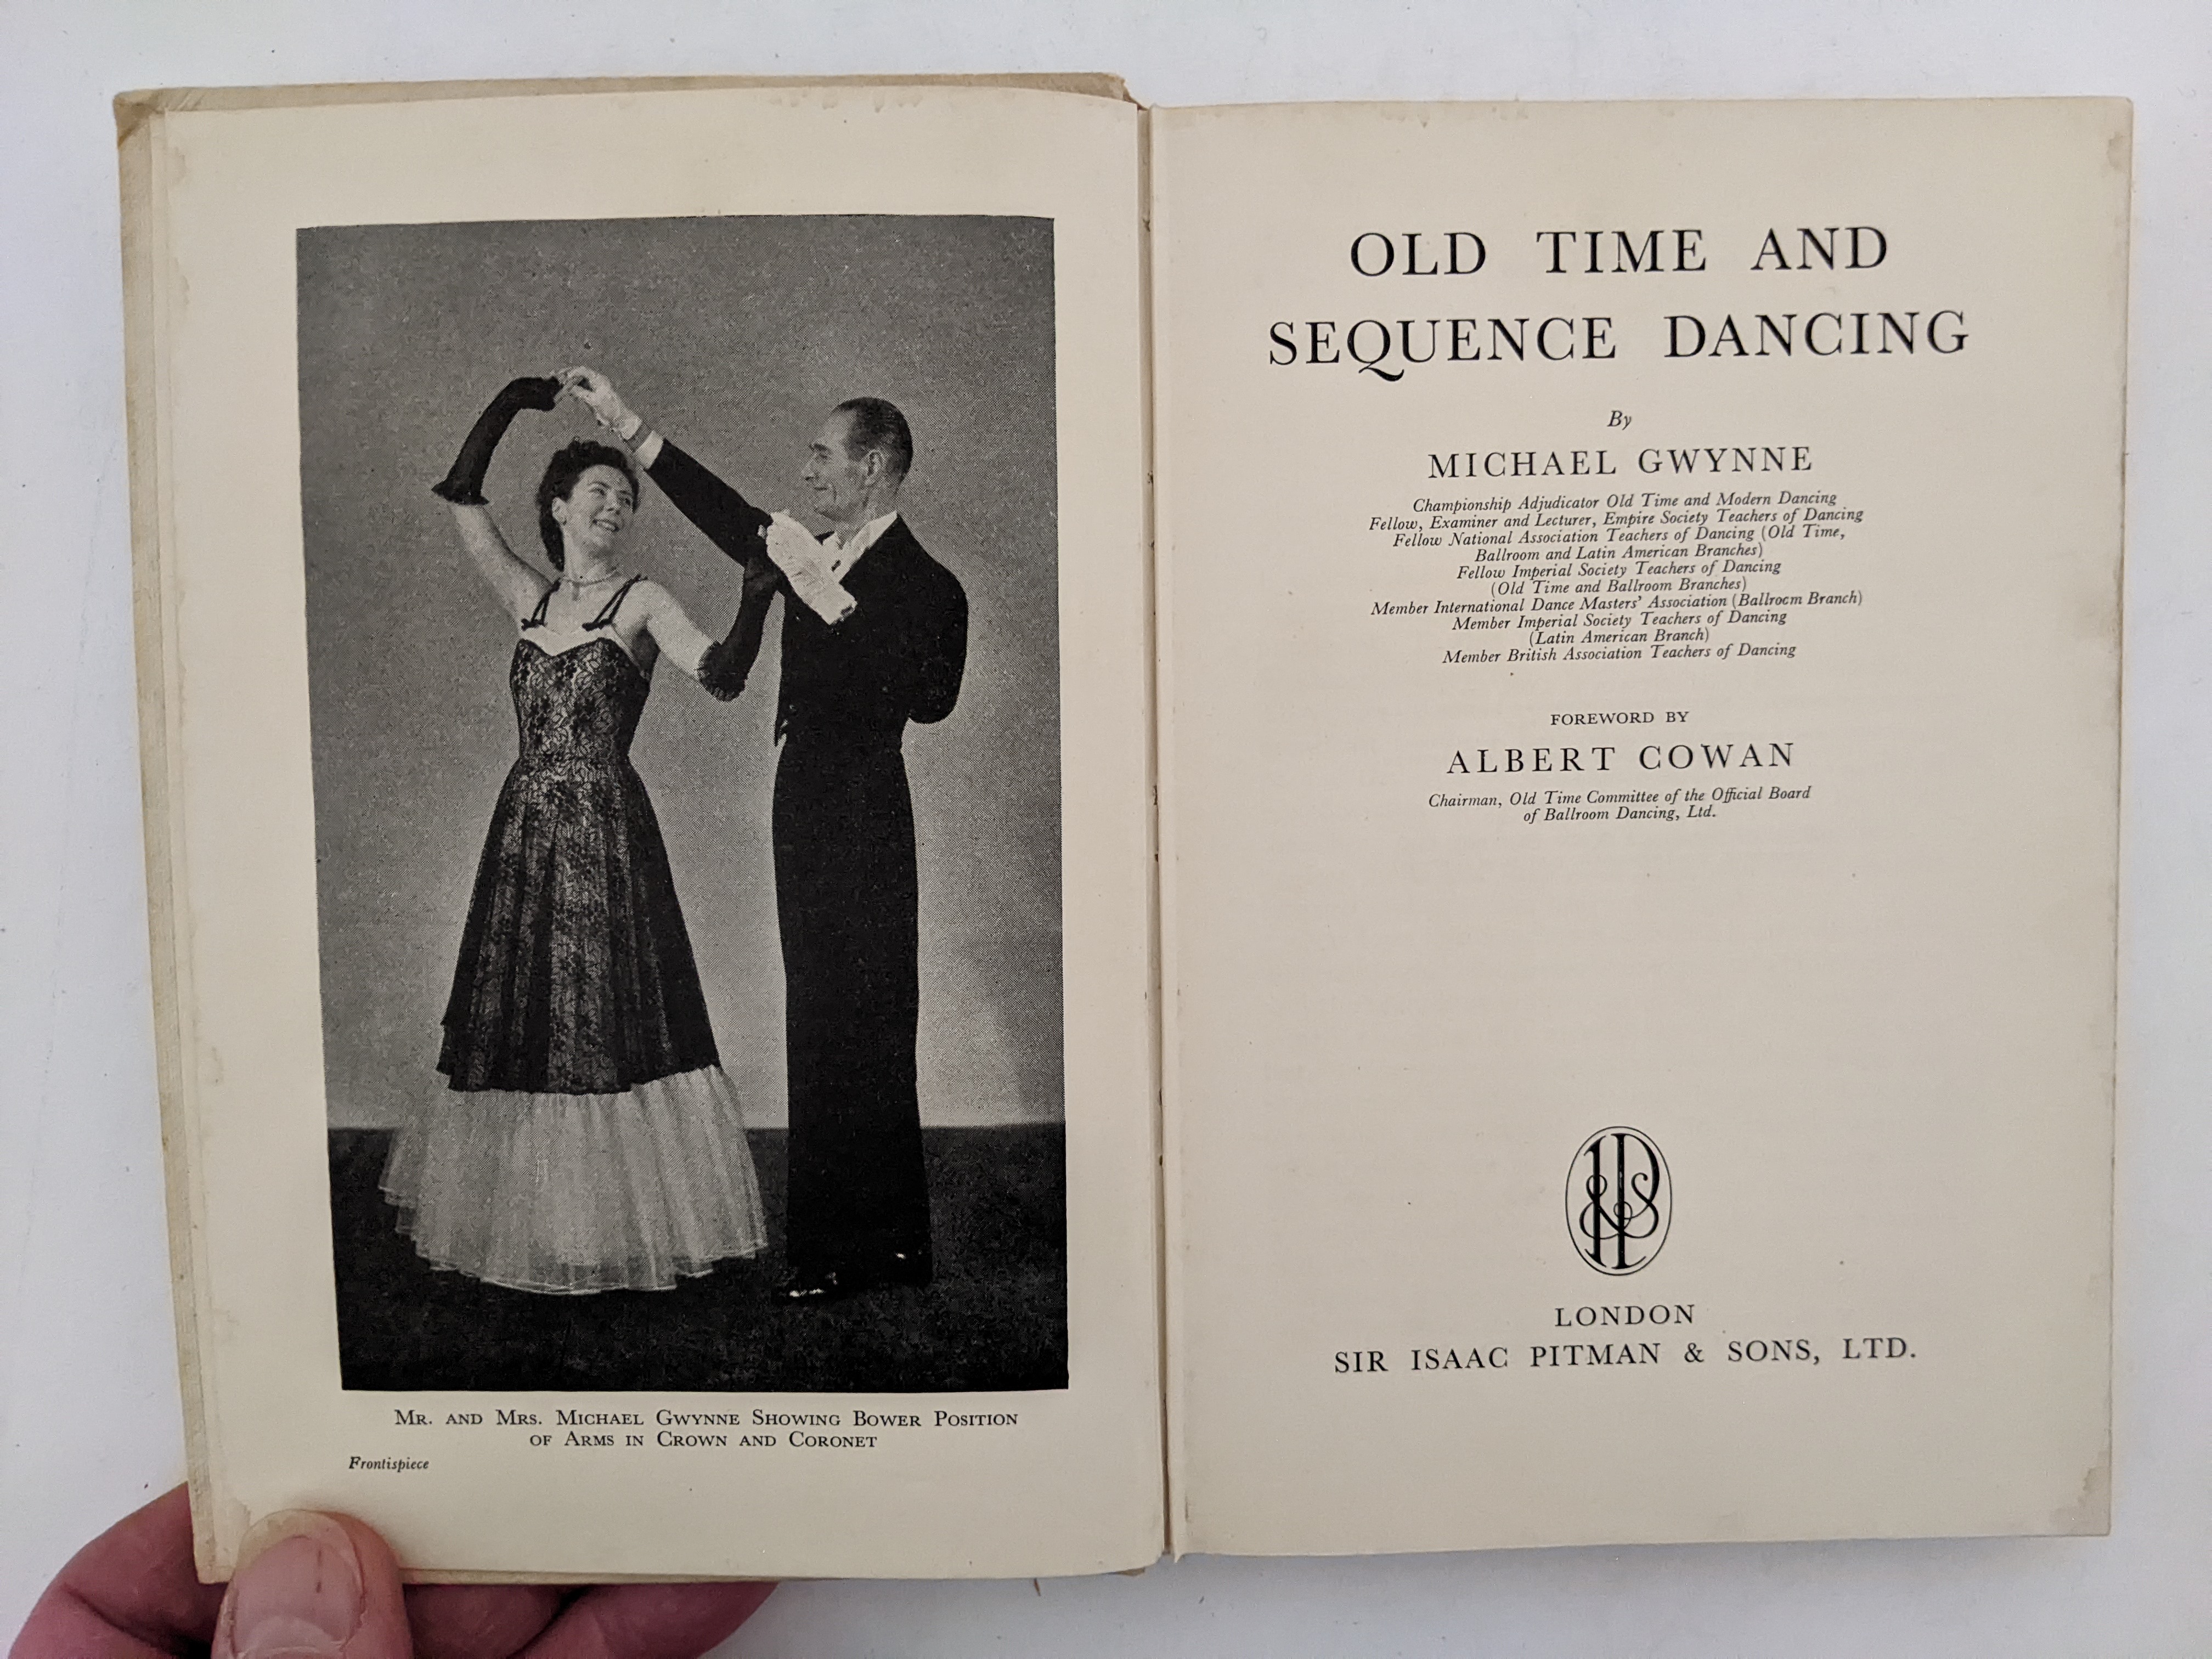 Mr. and Mrs. Michael Gwynne Showing Bower Position
of Arms in Crown and Coronet
Frontispiece
OLD TIME AND
SEQUENCE DANCING
By
MICHAEL GWYNNE
Championship Adjudicator Old Time and Modern Dancing
Fellow, Examiner and Lecturer, Empire Society Teachers of Dancing
Fellow National Association Teachers of Dancing (Old Time,
Ballroom and Latin American Branches)
Fellow Imperial Society Teachers of Dancing
(Old Time and Ballroom Branches)
Member International Dance Masters' Association (Ballroom Branch)
Member Imperial Society Teachers of Dancing
(Latin American Branch)
Member British Association Teachers of Dancing
FOREWORD BY
ALBERT COWAN
Chairman, Old Time Committee of the Official Board
of Ballroom Dancing, Ltd.
LONDON
SIR ISAAC PITMAN & SONS, LTD.